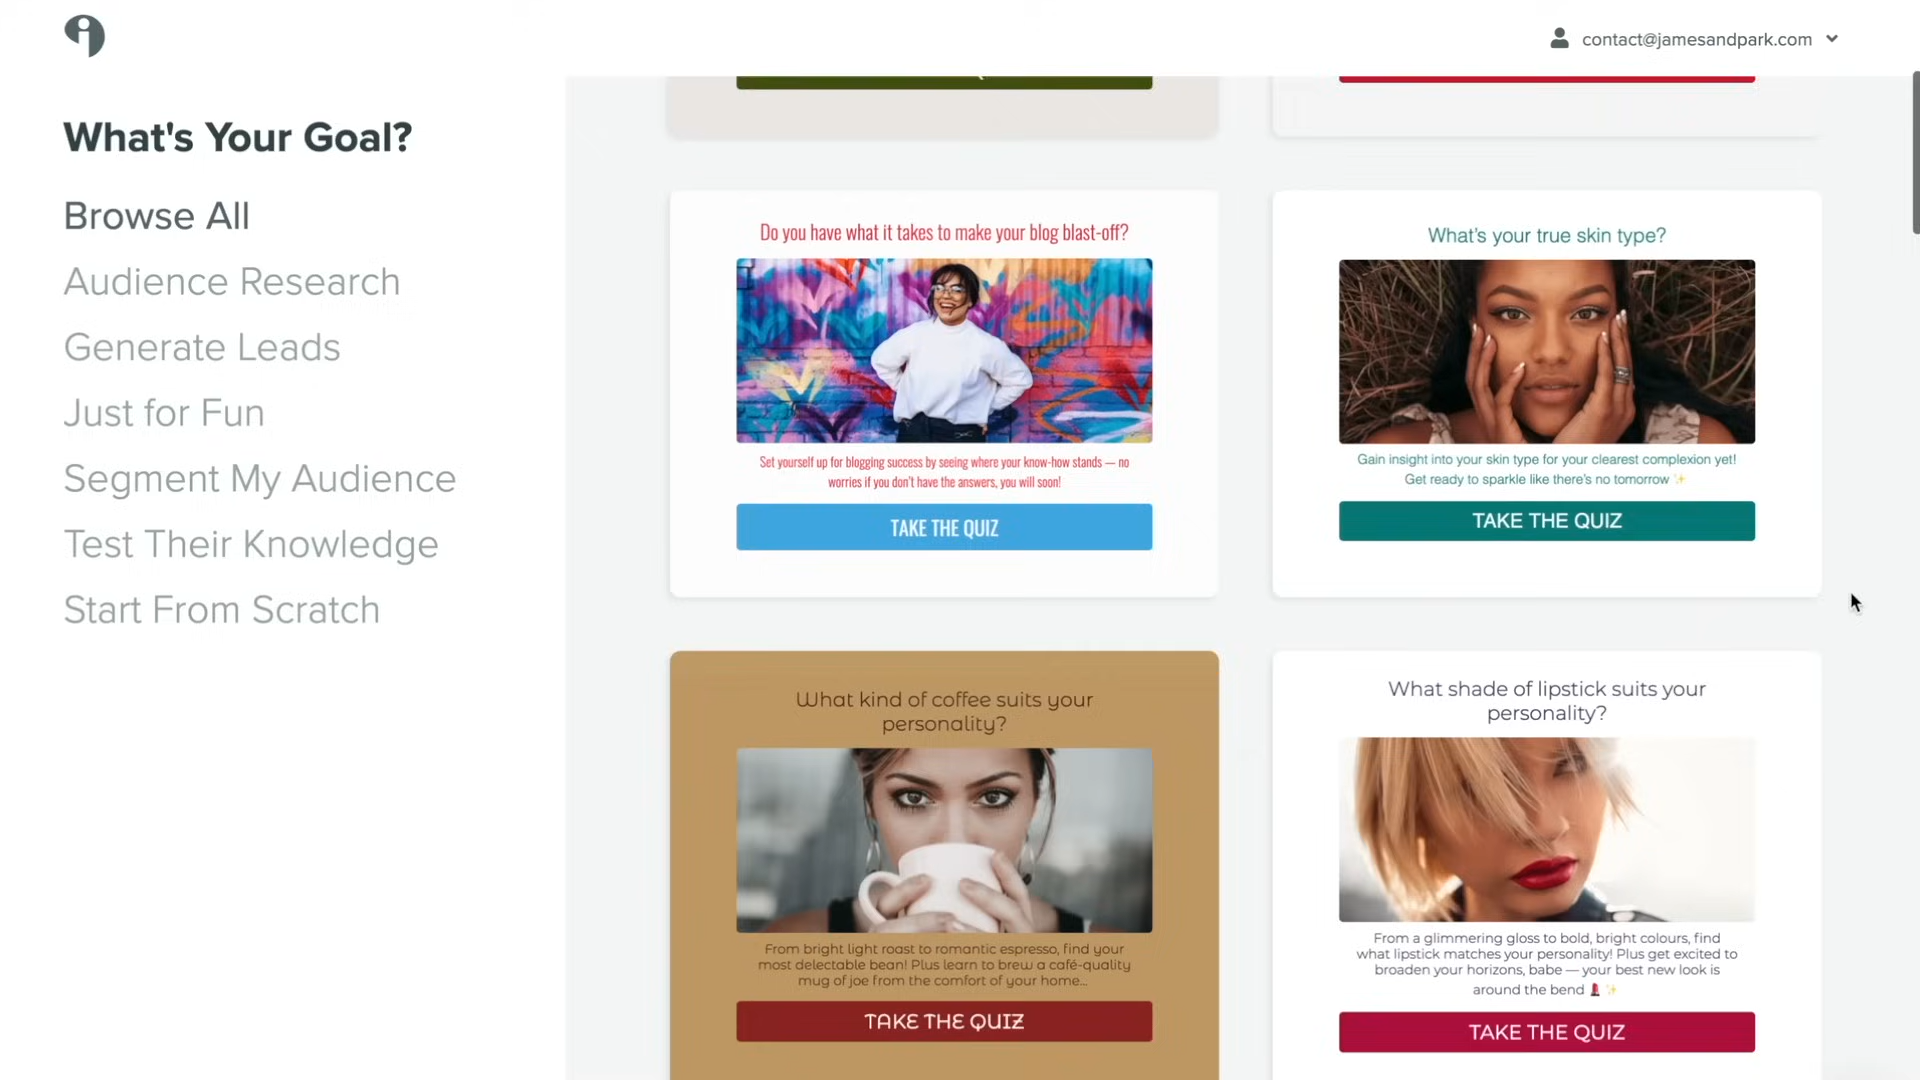 contact@jamesandpark.com
What's Your Goal?
Browse All
Audience Research
Generate Leads
Just for Fun
Segment My Audience
Test Their Knowledge
Start From Scratch
Do you have what it takes to make your blog blast-off?
Set yourself up for blogging success by seeing where your know-how stands — no
worries if you don't have the answers, you will soon!
TAKE THE QUIZ
What's your true skin type?
Gain insight into your skin type for your clearest complexion yet!
Get ready to sparkle like there's no tomorrow ✨
TAKE THE QUIZ
What kind of coffee suits your
personality?
From bright light roast to romantic espresso, find your
most delectable bean! Plus learn to brew a café-quality
mug of joe from the comfort of your home...
TAKE THE QUIZ
What shade of lipstick suits your
personality?
From a glimmering gloss to bold, bright colours, find
what lipstick matches your personality! Plus get excited to
broaden your horizons, babe — your best new look is
around the bend 💄 ✨
TAKE THE QUIZ